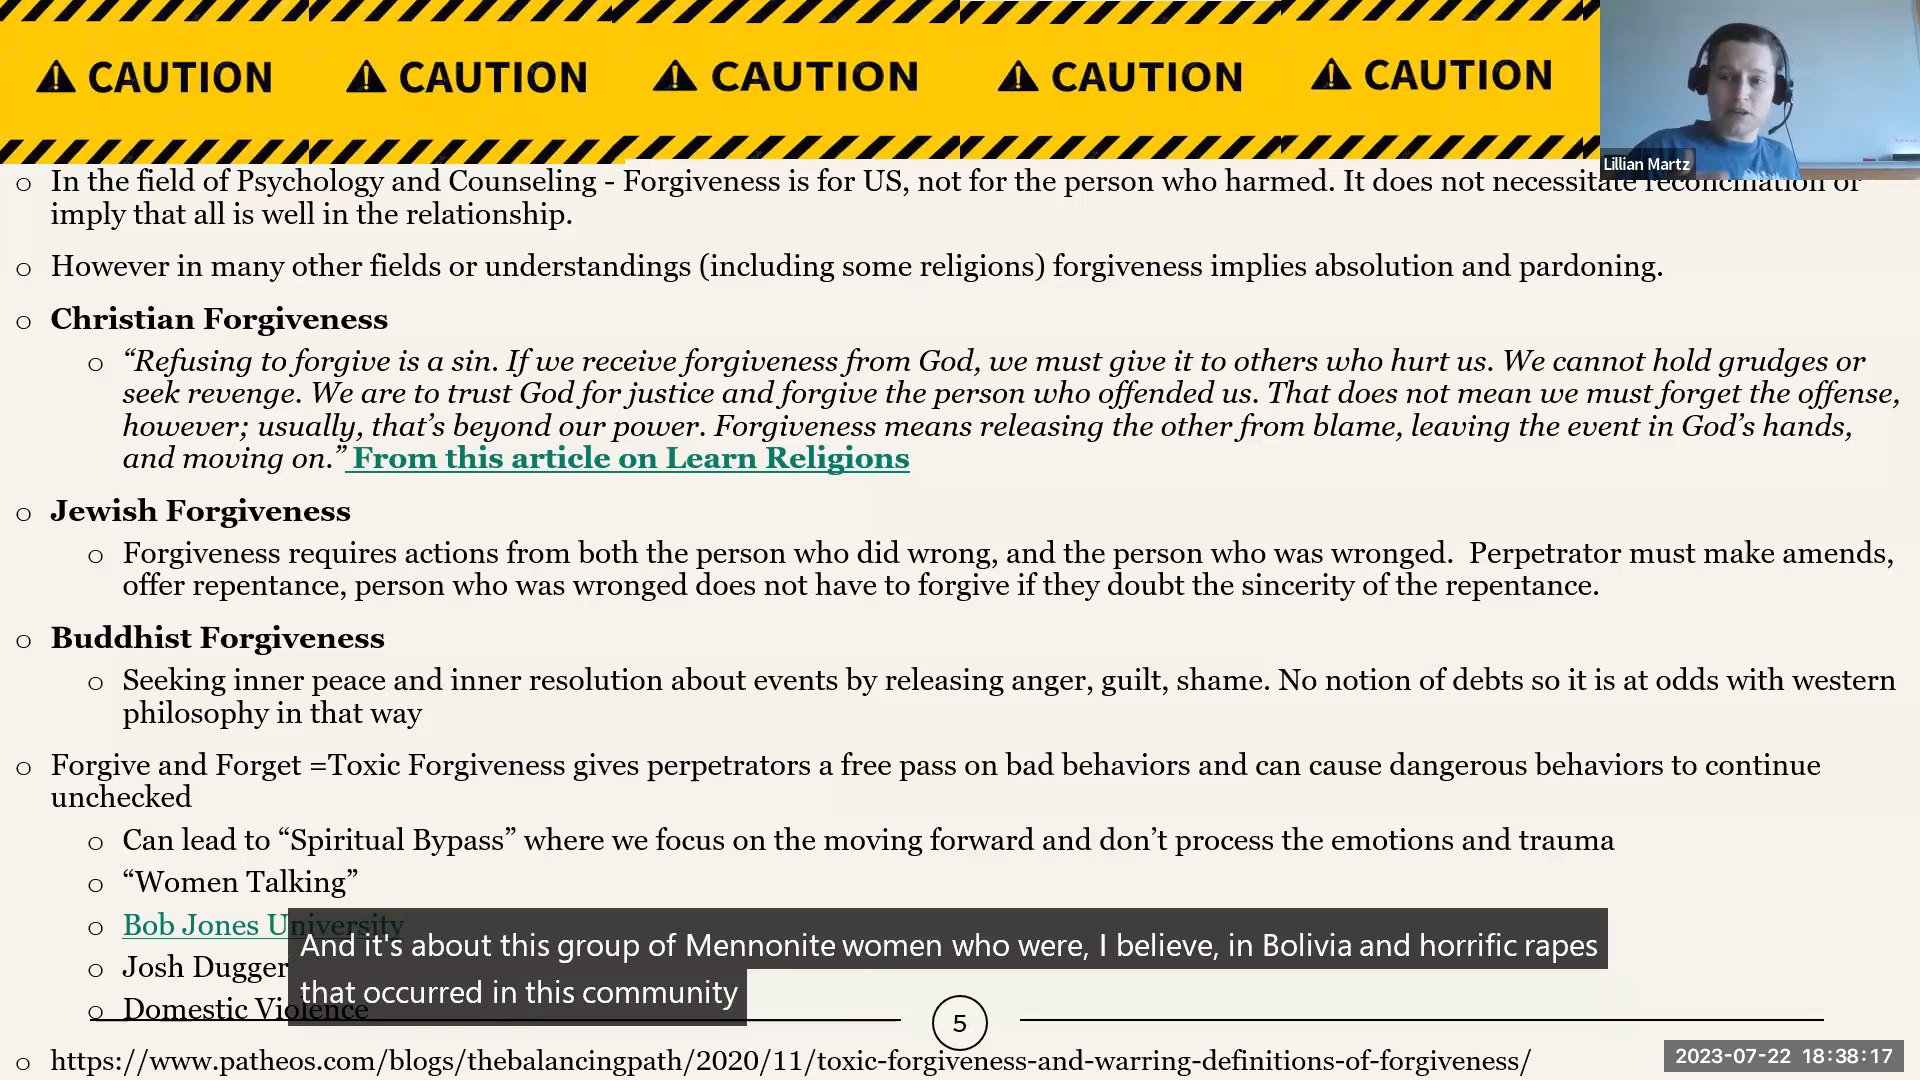 CAUTION CAUTION CAUTION CAUTION CAUTION
Lillian Martz
o In the field of Psychology and Counseling - Forgiveness is for US, not for the person who harmed. It does not necessitate reconciliation or
imply that all is well in the relationship.
o However in many other fields or understandings (including some religions) forgiveness implies absolution and pardoning.
o Christian Forgiveness
o “Refusing to forgive is a sin. If we receive forgiveness from God, we must give it to others who hurt us. We cannot hold grudges or
seek revenge. We are to trust God for justice and forgive the person who offended us. That does not mean we must forget the offense,
however; usually, that’s beyond our power. Forgiveness means releasing the other from blame, leaving the event in God’s hands,
and moving on.” From this article on Learn Religions
o Jewish Forgiveness
o Forgiveness requires actions from both the person who did wrong, and the person who was wronged. Perpetrator must make amends,
offer repentance, person who was wronged does not have to forgive if they doubt the sincerity of the repentance.
o Buddhist Forgiveness
o Seeking inner peace and inner resolution about events by releasing anger, guilt, shame. No notion of debts so it is at odds with western
philosophy in that way
o Forgive and Forget =Toxic Forgiveness gives perpetrators a free pass on bad behaviors and can cause dangerous behaviors to continue
unchecked
o Can lead to “Spiritual Bypass” where we focus on the moving forward and don’t process the emotions and trauma
o “Women Talking”
o Bob Jones University
And it's about this group of Mennonite women who were, I believe, in Bolivia and horrific rapes
o Josh Dugger
that occurred in this community
o Domestic Violence
5
o https://www.patheos.com/blogs/thebalancingpath/2020/11/toxic-forgiveness-and-warring-definitions-of-forgiveness/
2023-07-22 18:38:17